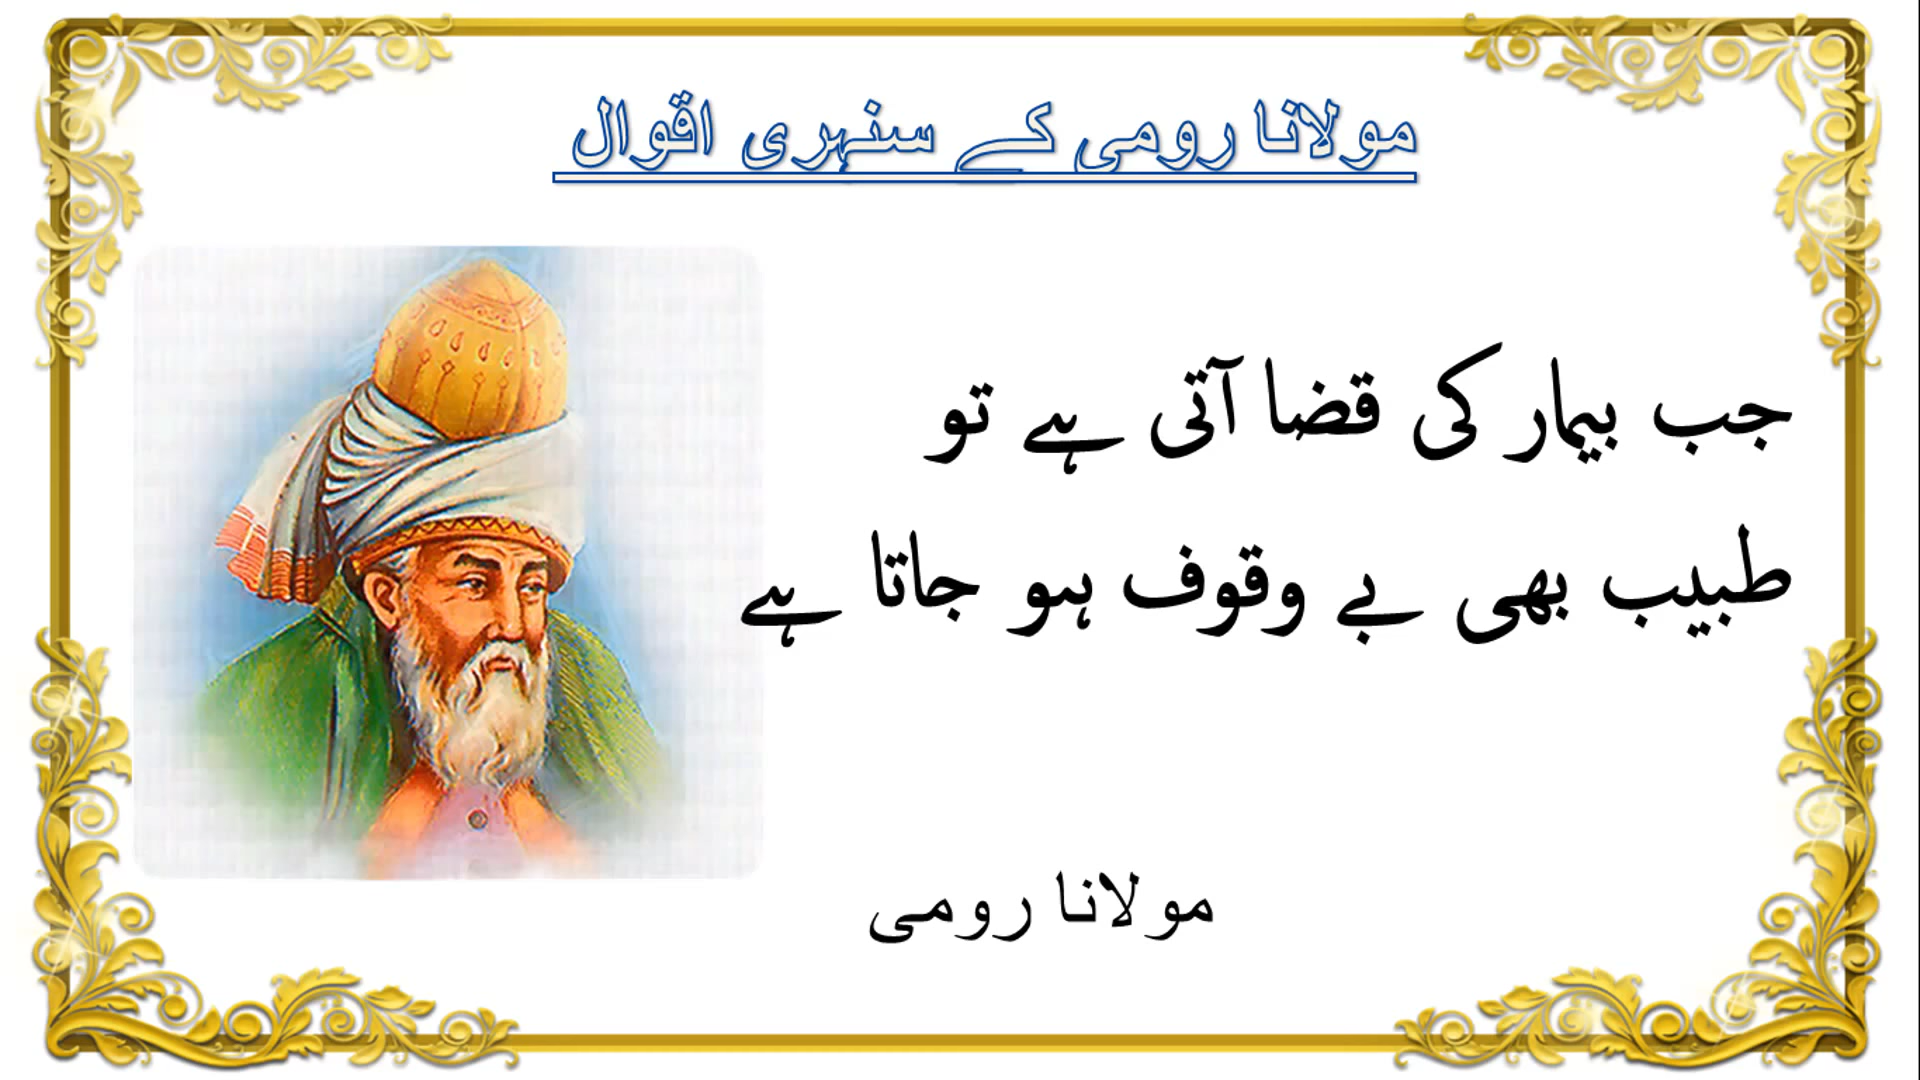 مولانا رومی کے سنہری اقوال
جب بیمار کی قضا آتی ہے تو
طبیب بھی بے وقوف ہو جاتا ہے
مولانا رومی